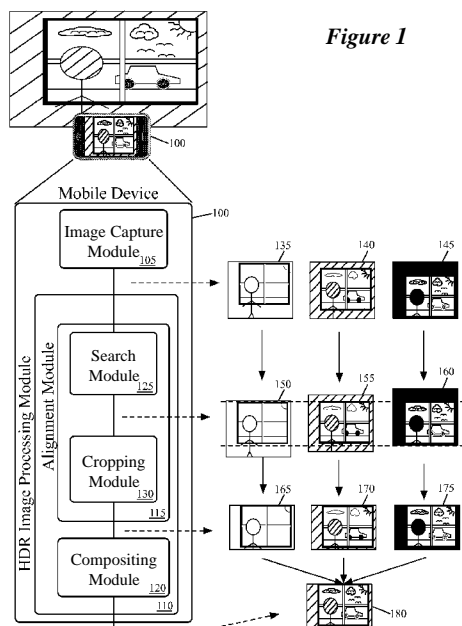 Figure 1
100
Mobile Device
100
Image Capture
Module 105
135
140
145
HDR Image Processing Module
Alignment Module
Search
Module
125
150
155
160
Cropping
Module
130
115
165
170
175
Compositing
Module
120
110
180